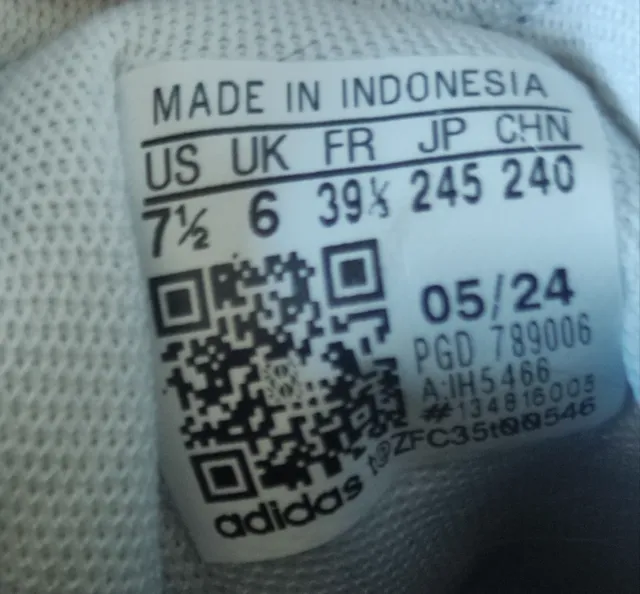 MADE IN INDONESIA
US UK FR JP CHN
7½ 6 39⅓ 245 240
05/24
PGD 789006
A:IH5466
#134816005
ZFC35t00546
adidas